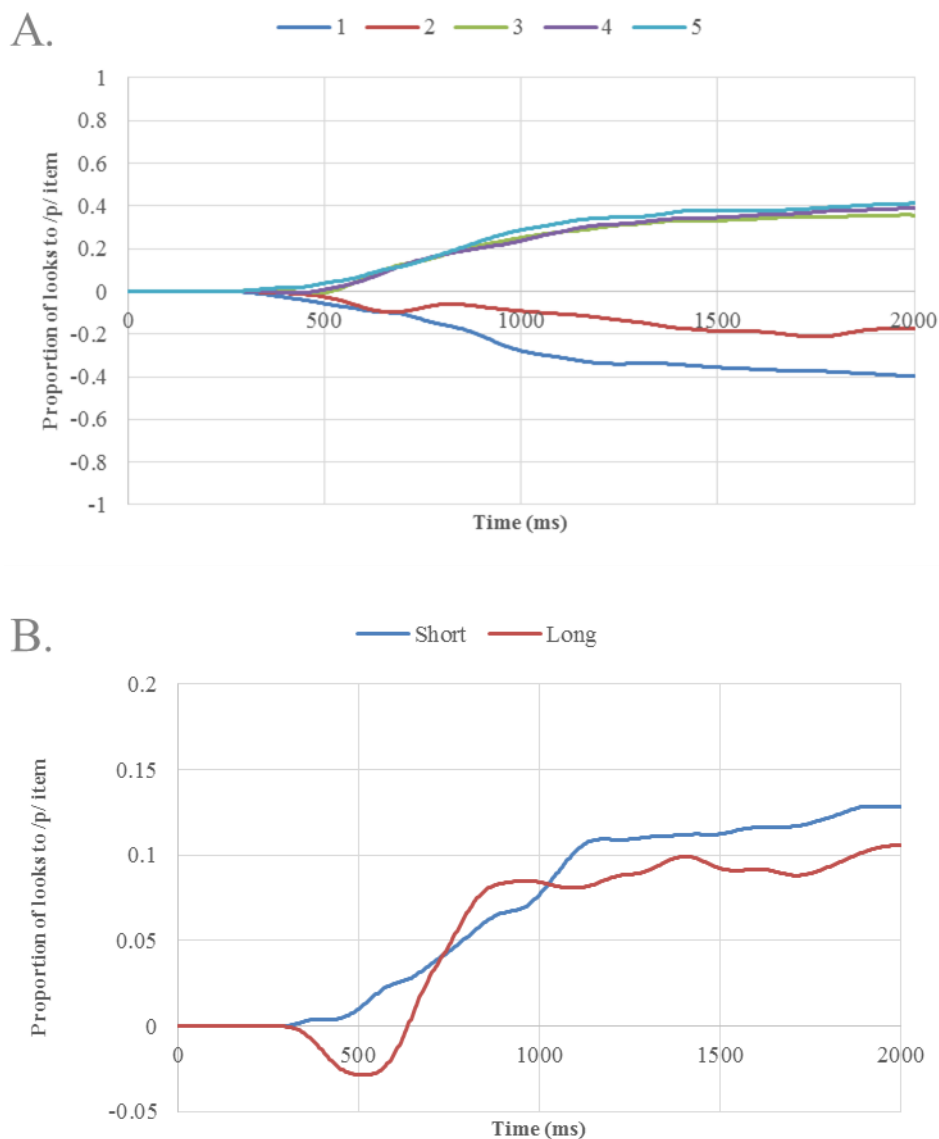 A.
1 2 3 4 5
1
0.8
0.6
0.4
0.2
0
-0.2
-0.4
-0.6
-0.8
-1
0 500 1000 1500 2000
Proportion of looks to /p/ item
Time (ms)
B.
Short Long
0.2
0.15
0.1
0.05
0
-0.05
0 500 1000 1500 2000
Proportion of looks to /p/ item
Time (ms)